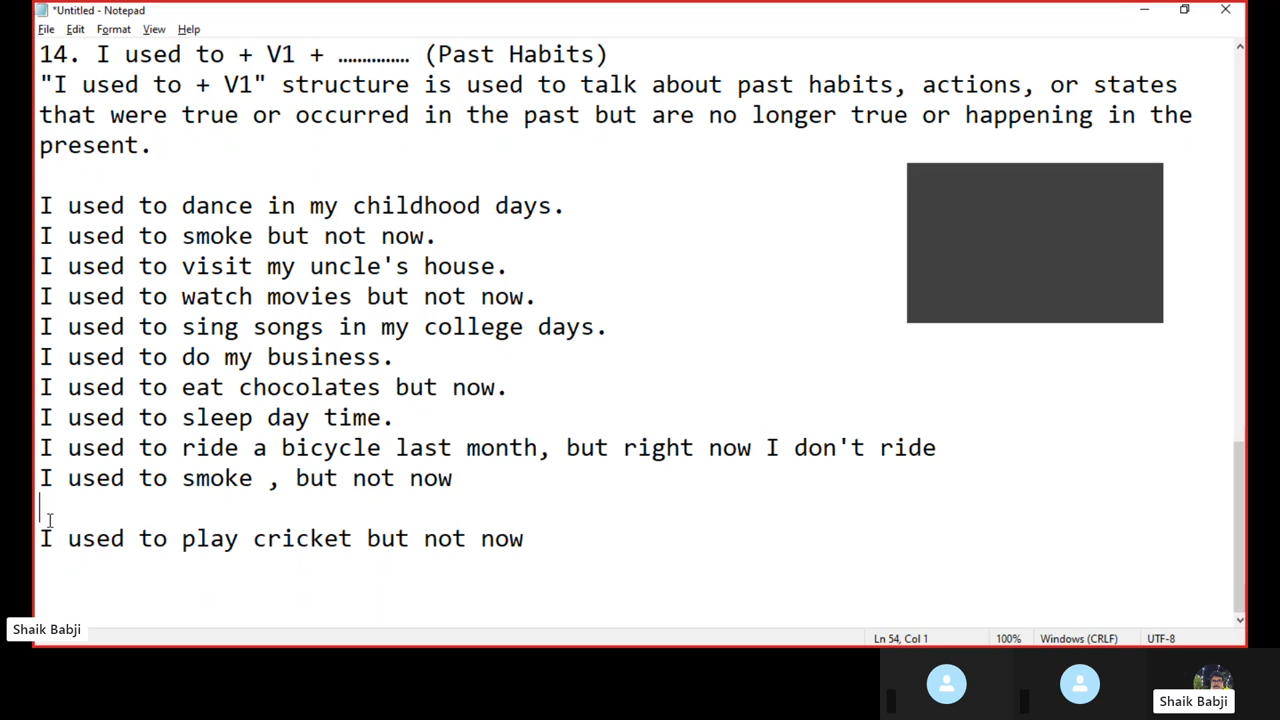 *Untitled - Notepad
File Edit Format View Help
14. I used to + V1 + …………… (Past Habits)
"I used to + V1" structure is used to talk about past habits, actions, or states
that were true or occurred in the past but are no longer true or happening in the
present.
I used to dance in my childhood days.
I used to smoke but not now.
I used to visit my uncle's house.
I used to watch movies but not now.
I used to sing songs in my college days.
I used to do my business.
I used to eat chocolates but now.
I used to sleep day time.
I used to ride a bicycle last month, but right now I don't ride
I used to smoke , but not now
I used to play cricket but not now
Shaik Babji
Ln 54, Col 1 100% Windows (CRLF) UTF-8
Shaik Babji